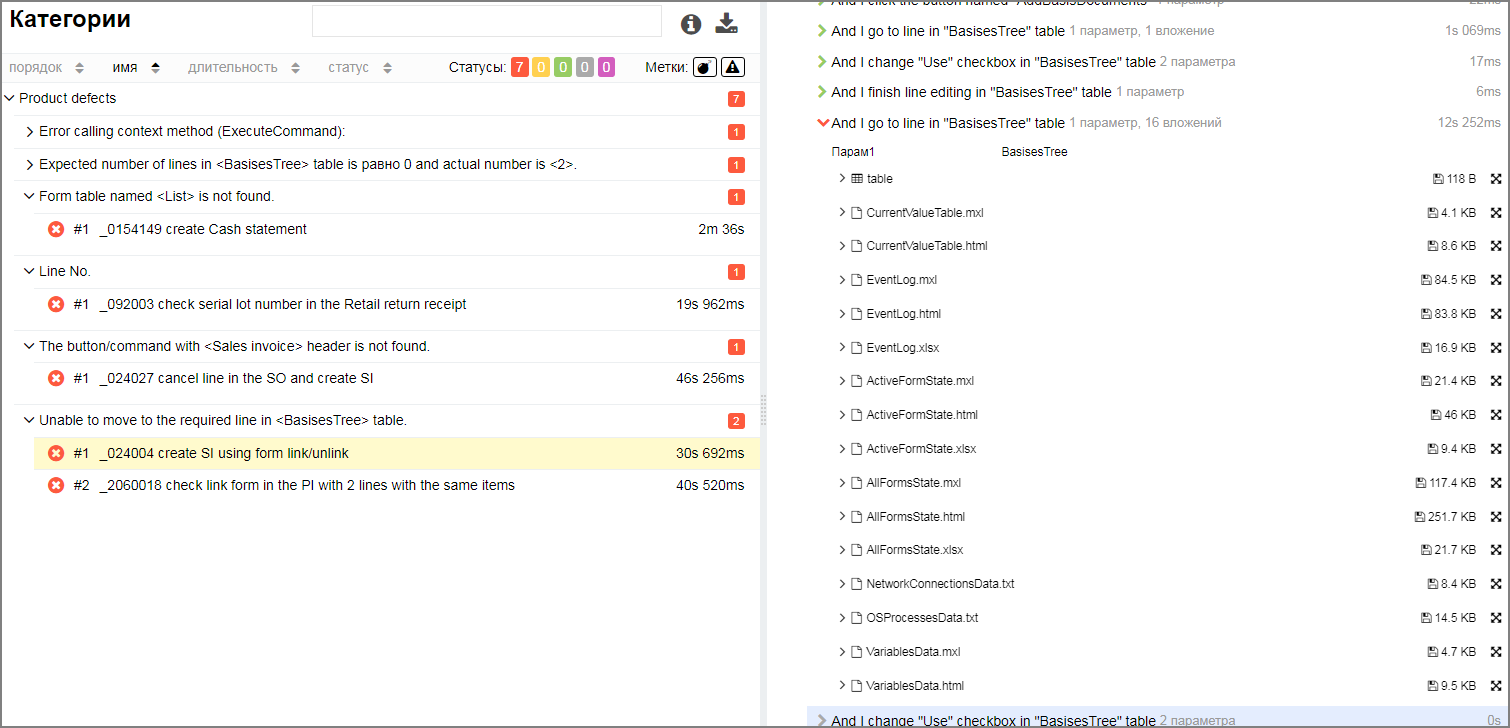 Категории
порядок имя длительность статус Статусы: 7 0 0 0 0 Метки:
Product defects 7
Error calling context method (ExecuteCommand): 1
Expected number of lines in <BasisesTree> table is равно 0 and actual number is <2>. 1
Form table named <List> is not found. 1
#1 _0154149 create Cash statement 2m 36s
Line No. 1
#1 _092003 check serial lot number in the Retail return receipt 19s 962ms
The button/command with <Sales invoice> header is not found. 1
#1 _024027 cancel line in the SO and create SI 46s 256ms
Unable to move to the required line in <BasisesTree> table. 2
#1 _024004 create SI using form link/unlink 30s 692ms
#2 _2060018 check link form in the PI with 2 lines with the same items 40s 520ms
And I click the button named "AddBasisDocuments" 1 параметр 22ms
And I go to line in "BasisesTree" table 1 параметр, 1 вложение 1s 069ms
And I change "Use" checkbox in "BasisesTree" table 2 параметра 17ms
And I finish line editing in "BasisesTree" table 1 параметр 6ms
And I go to line in "BasisesTree" table 1 параметр, 16 вложений 12s 252ms
Парам1 BasisesTree
table 118 B
CurrentValueTable.mxl 4.1 KB
CurrentValueTable.html 8.6 KB
EventLog.mxl 84.5 KB
EventLog.html 83.8 KB
EventLog.xlsx 16.9 KB
ActiveFormState.mxl 21.4 KB
ActiveFormState.html 46 KB
ActiveFormState.xlsx 9.4 KB
AllFormsState.mxl 117.4 KB
AllFormsState.html 251.7 KB
AllFormsState.xlsx 21.7 KB
NetworkConnectionsData.txt 8.4 KB
OSProcessesData.txt 14.5 KB
VariablesData.mxl 4.7 KB
VariablesData.html 9.5 KB
And I change "Use" checkbox in "BasisesTree" table 2 параметра 0s